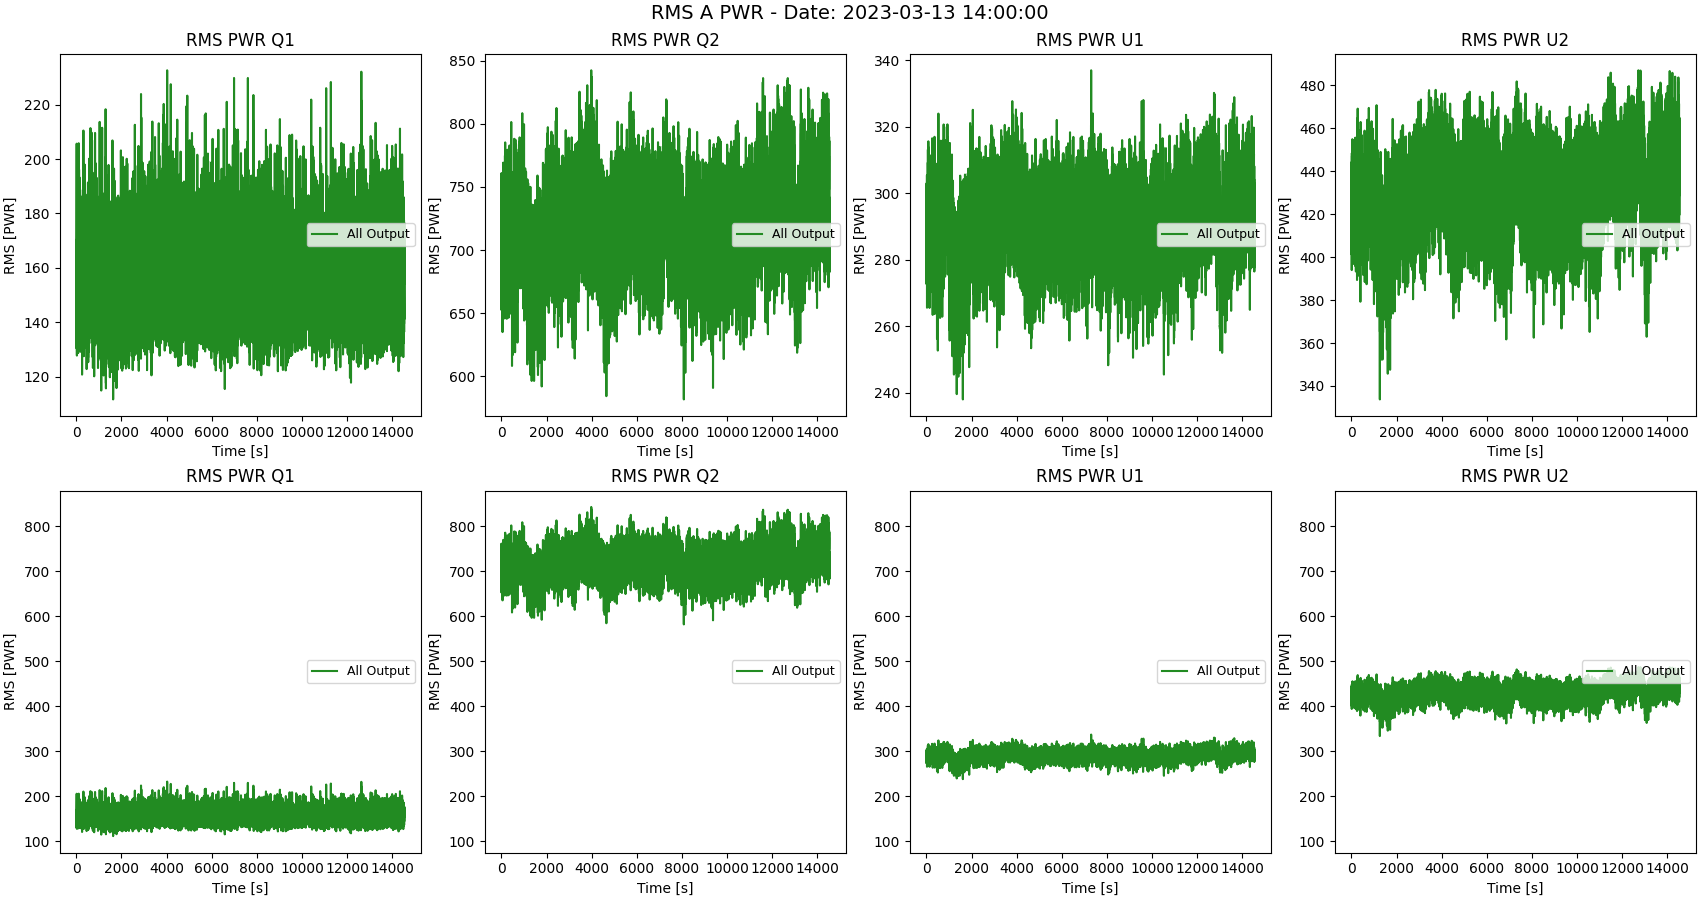 RMS A PWR - Date: 2023-03-13 14:00:00
RMS PWR Q1
RMS [PWR]
220
200
180
160
140
120
All Output
0 2000 4000 6000 8000 10000 12000 14000
Time [s]
RMS PWR Q2
RMS [PWR]
850
800
750
700
650
600
All Output
0 2000 4000 6000 8000 10000 12000 14000
Time [s]
RMS PWR U1
RMS [PWR]
340
320
300
280
260
240
All Output
0 2000 4000 6000 8000 10000 12000 14000
Time [s]
RMS PWR U2
RMS [PWR]
480
460
440
420
400
380
360
340
All Output
0 2000 4000 6000 8000 10000 12000 14000
Time [s]
RMS PWR Q1
RMS [PWR]
800
700
600
500
400
300
200
100
All Output
0 2000 4000 6000 8000 10000 12000 14000
Time [s]
RMS PWR Q2
RMS [PWR]
800
700
600
500
400
300
200
100
All Output
0 2000 4000 6000 8000 10000 12000 14000
Time [s]
RMS PWR U1
RMS [PWR]
800
700
600
500
400
300
200
100
All Output
0 2000 4000 6000 8000 10000 12000 14000
Time [s]
RMS PWR U2
RMS [PWR]
800
700
600
500
400
300
200
100
All Output
0 2000 4000 6000 8000 10000 12000 14000
Time [s]